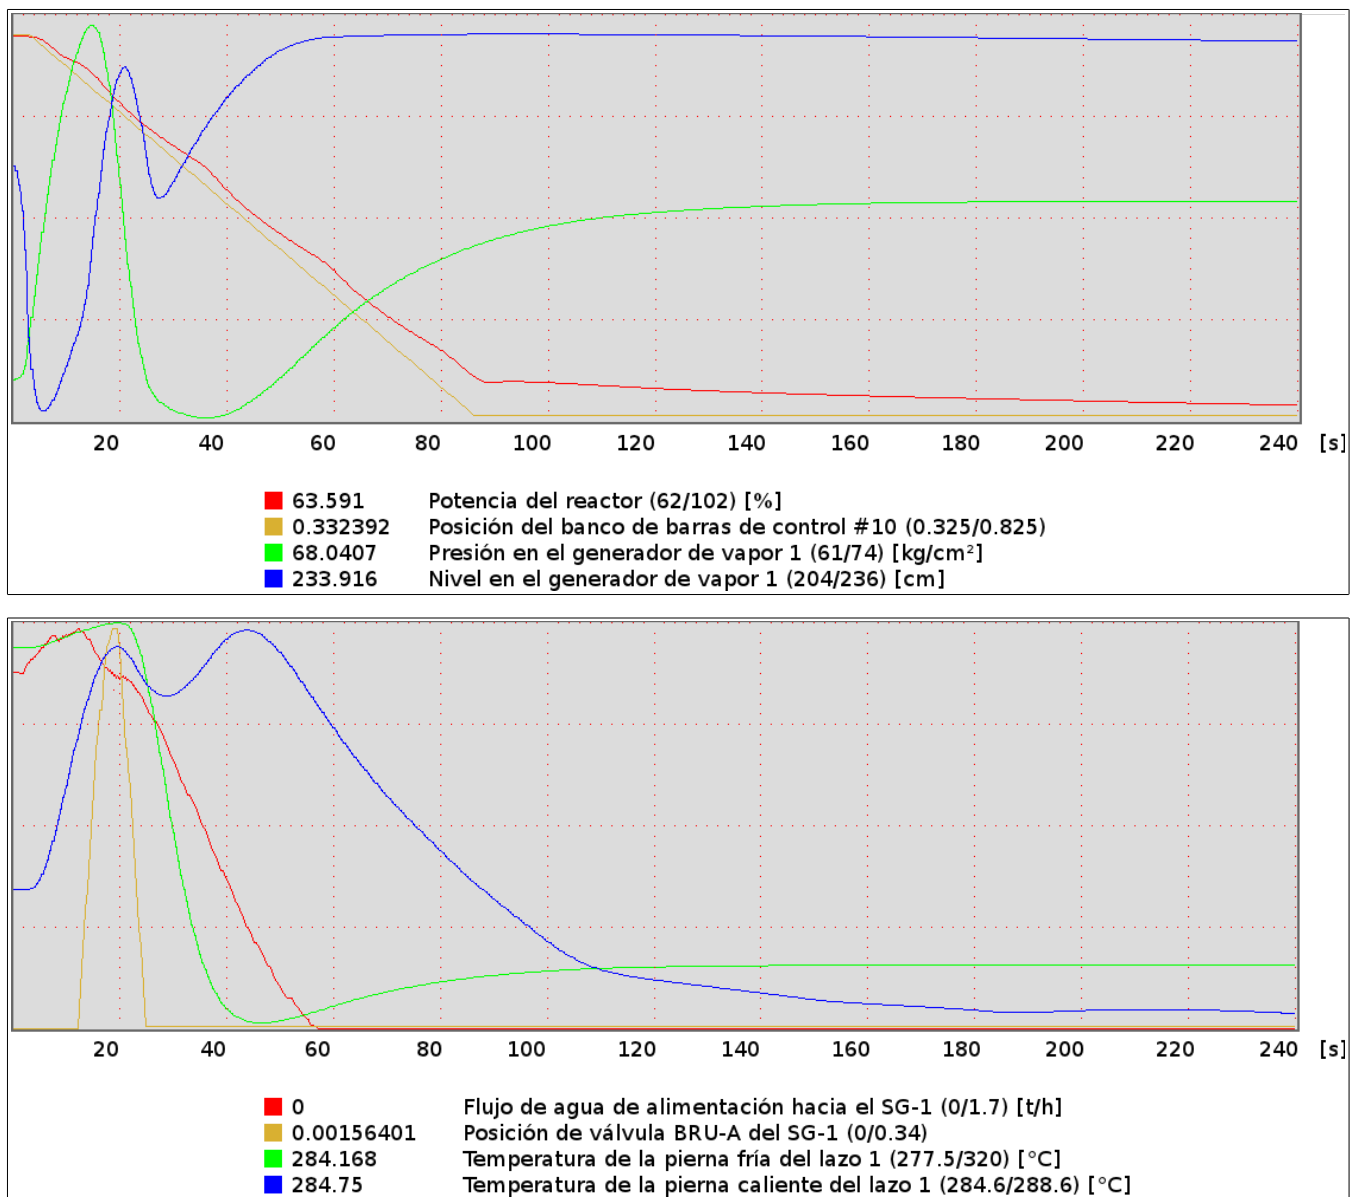 20 40 60 80 100 120 140 160 180 200 220 240 [s]
63.591 Potencia del reactor (62/102) [%]
0.332392 Posición del banco de barras de control #10 (0.325/0.825)
68.0407 Presión en el generador de vapor 1 (61/74) [kg/cm²]
233.916 Nivel en el generador de vapor 1 (204/236) [cm]
20 40 60 80 100 120 140 160 180 200 220 240 [s]
0 Flujo de agua de alimentación hacia el SG-1 (0/1.7) [t/h]
0.00156401 Posición de válvula BRU-A del SG-1 (0/0.34)
284.168 Temperatura de la pierna fría del lazo 1 (277.5/320) [°C]
284.75 Temperatura de la pierna caliente del lazo 1 (284.6/288.6) [°C]